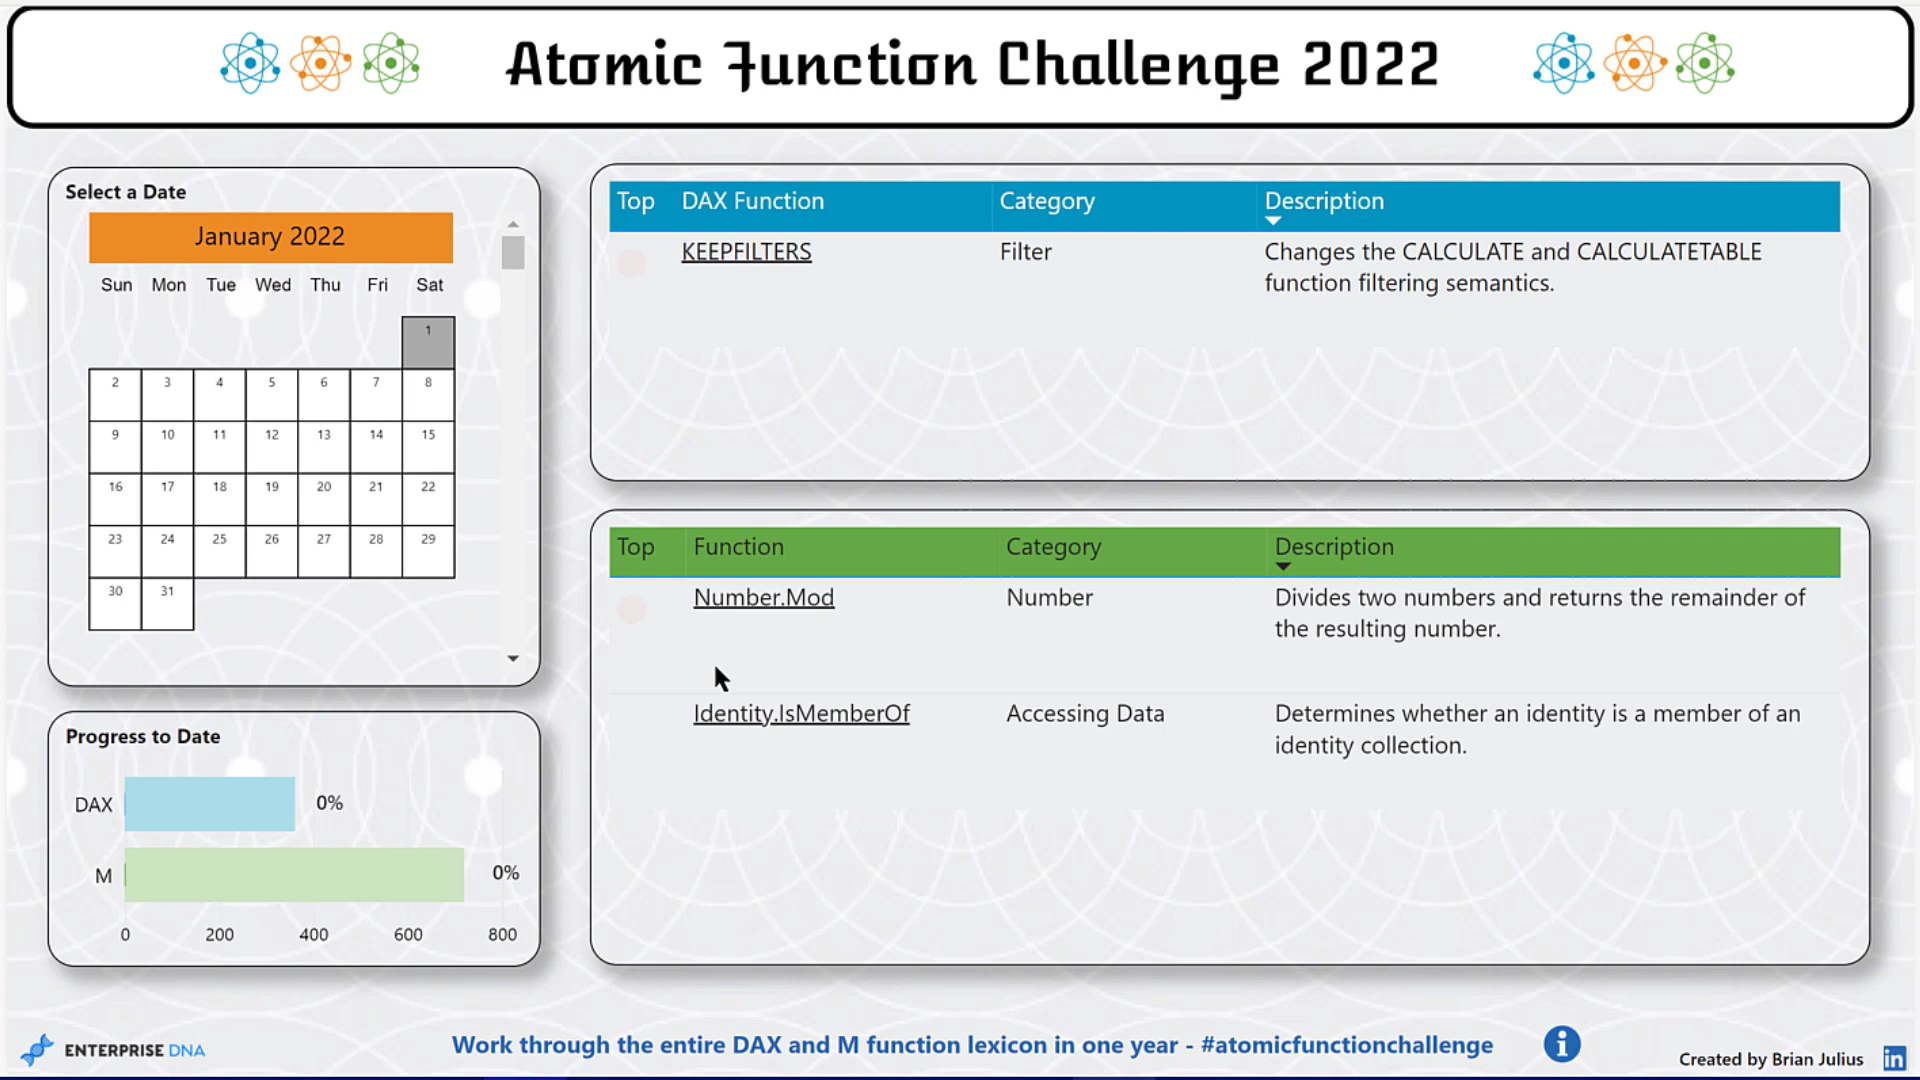 Atomic Function Challenge 2022
Select a Date
January 2022
Sun Mon Tue Wed Thu Fri Sat
1
2 3 4 5 6 7 8
9 10 11 12 13 14 15
16 17 18 19 20 21 22
23 24 25 26 27 28 29
30 31
Progress to Date
DAX 0%
M 0%
0 200 400 600 800
Top DAX Function Category Description
KEEPFILTERS Filter Changes the CALCULATE and CALCULATETABLE
function filtering semantics.
Top Function Category Description
Number.Mod Number Divides two numbers and returns the remainder of
the resulting number.
Identity.IsMemberOf Accessing Data Determines whether an identity is a member of an
identity collection.
ENTERPRISE DNA
Work through the entire DAX and M function lexicon in one year - #atomicfunctionchallenge
i
Created by Brian Julius
in